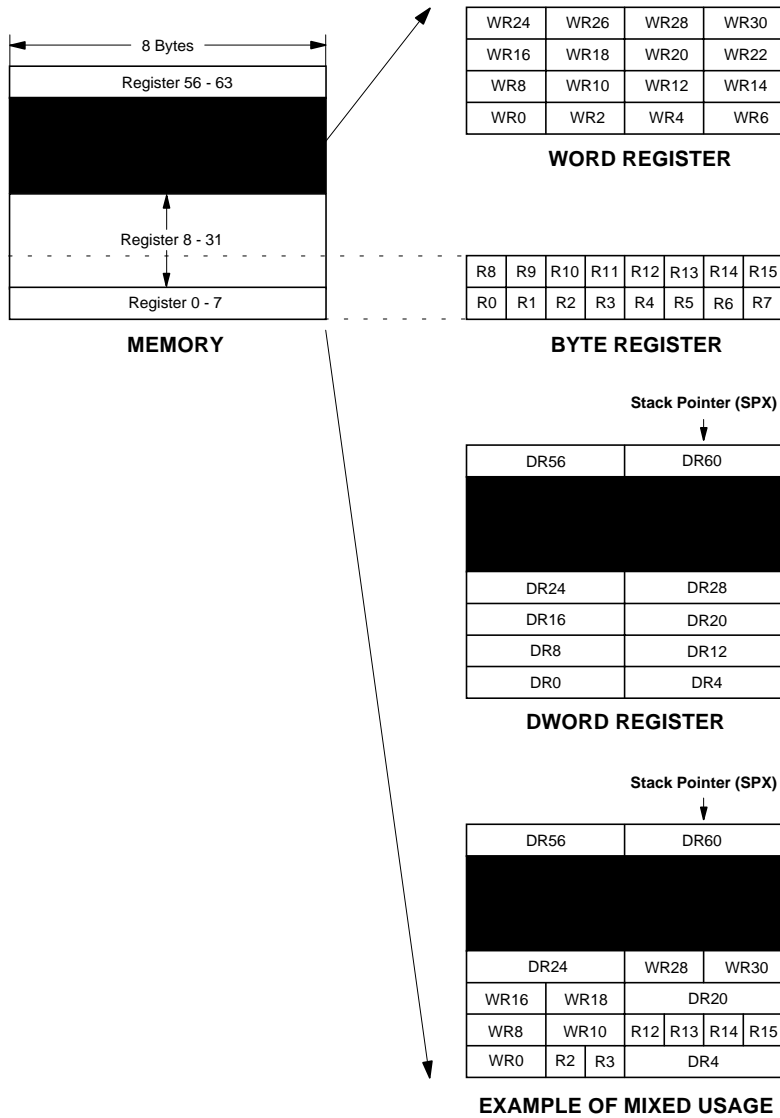 8 Bytes
Register 56 - 63
Register 8 - 31
Register 0 - 7
MEMORY
WR24 WR26 WR28 WR30
WR16 WR18 WR20 WR22
WR8 WR10 WR12 WR14
WR0 WR2 WR4 WR6
WORD REGISTER
R8 R9 R10 R11 R12 R13 R14 R15
R0 R1 R2 R3 R4 R5 R6 R7
BYTE REGISTER
Stack Pointer (SPX)
DR56 DR60
DR24 DR28
DR16 DR20
DR8 DR12
DR0 DR4
DWORD REGISTER
Stack Pointer (SPX)
DR56 DR60
DR24 WR28 WR30
WR16 WR18 DR20
WR8 WR10 R12 R13 R14 R15
WR0 R2 R3 DR4
EXAMPLE OF MIXED USAGE